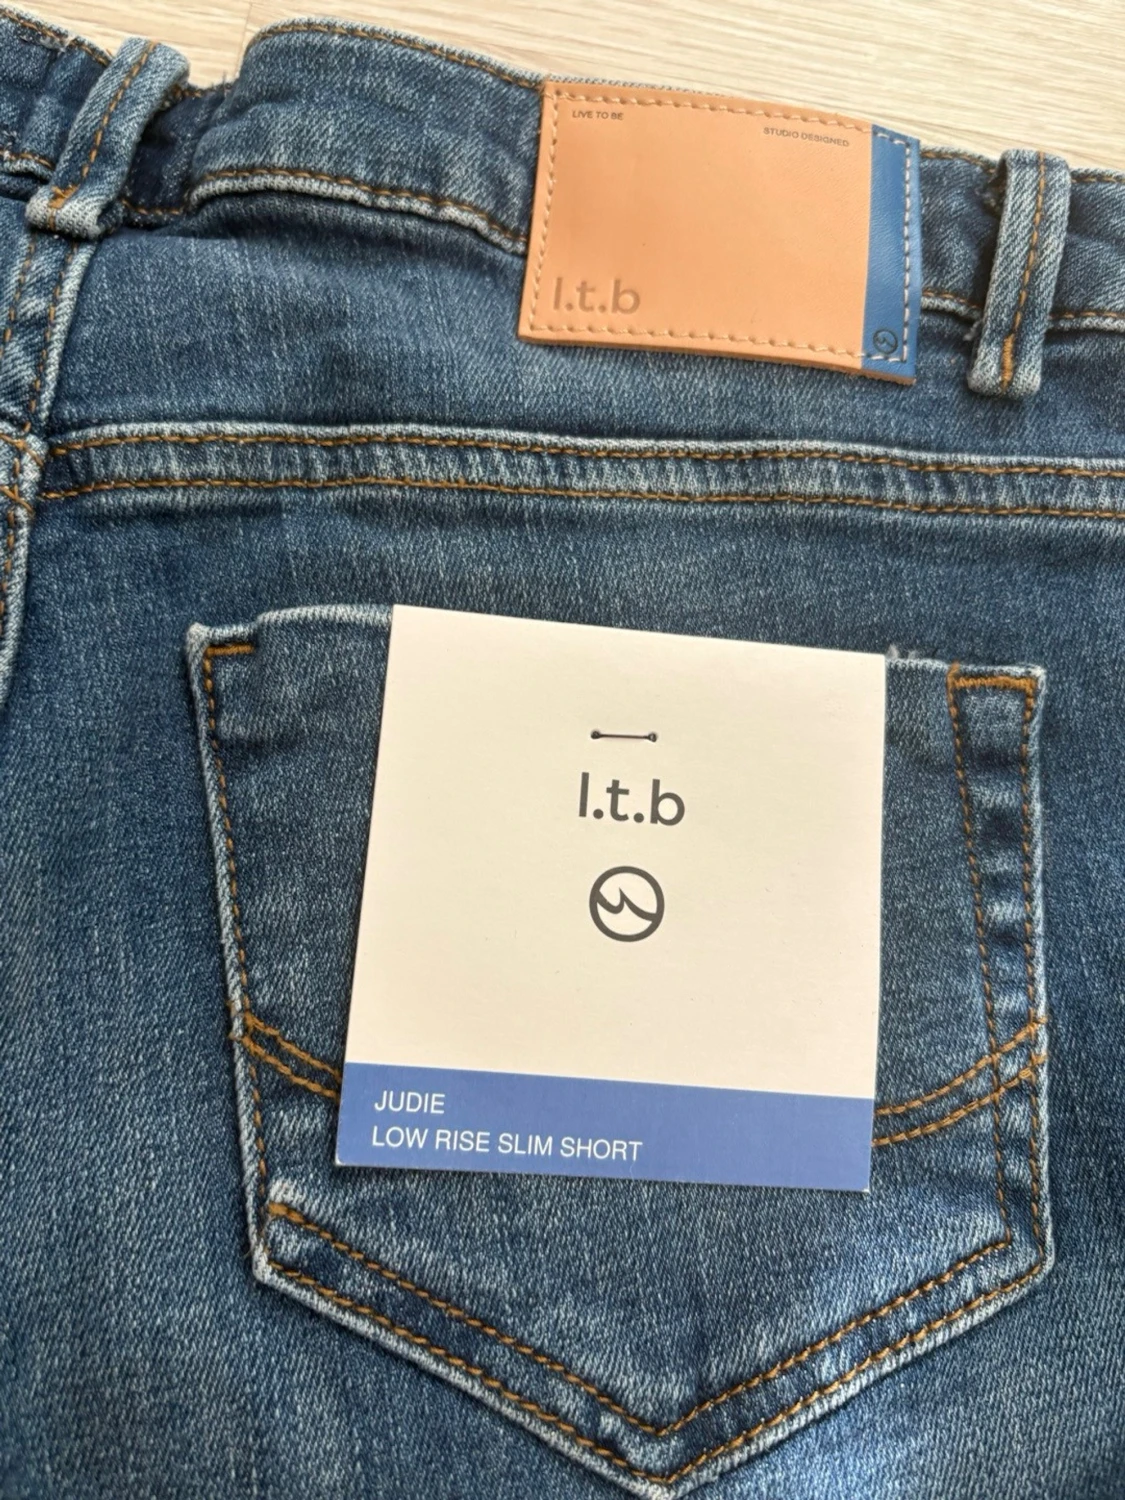 LIVE TO BE
STUDIO DESIGNED
l.t.b
l.t.b
JUDIE
LOW RISE SLIM SHORT